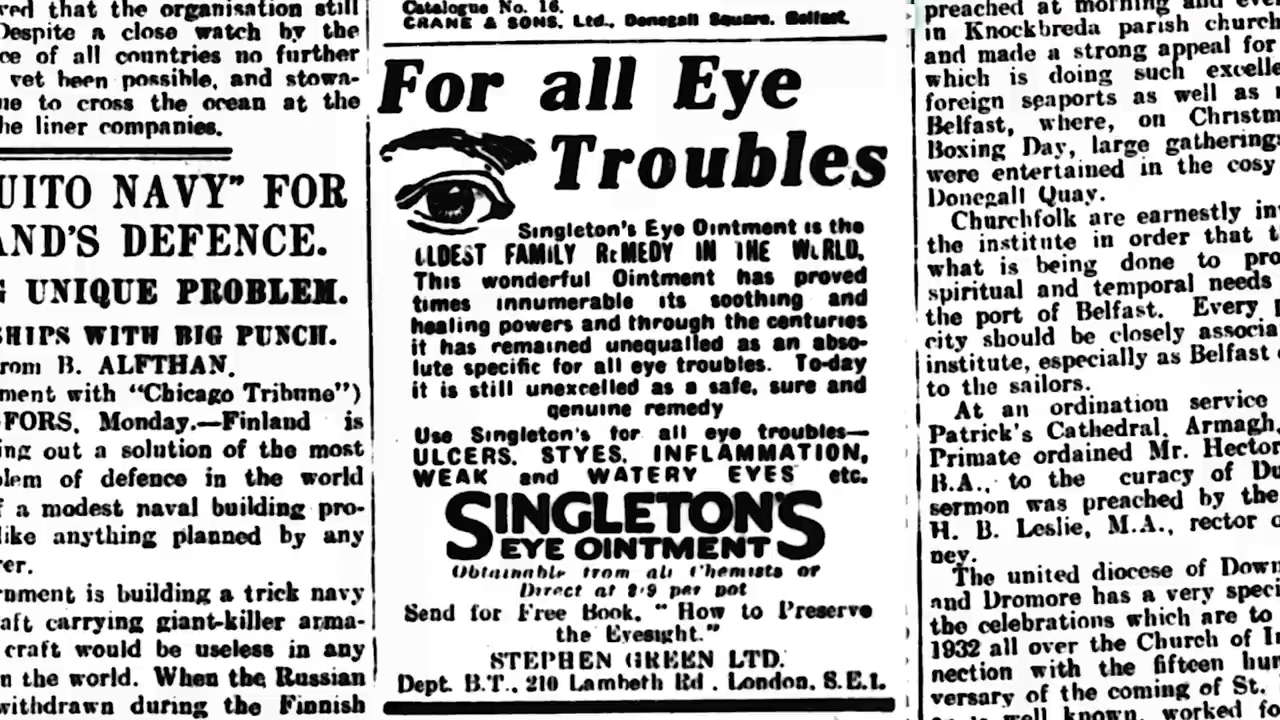 red that the organisation still
Despite a close watch by the
ce of all countries no further
yet been possible, and stowa-
ue to cross the ocean at the
he liner companies.
UITO NAVY" FOR
AND'S DEFENCE.
G UNIQUE PROBLEM.
SHIPS WITH BIG PUNCH.
rom B. ALFTHAN.
ment with "Chicago Tribune")
FORS, Monday.—Finland is
ing out a solution of the most
blem of defence in the world
f a modest naval building pro-
like anything planned by any
er.
rnment is building a trick navy
aft carrying giant-killer arma-
craft would be useless in any
n the world. When the Russian
withdrawn during the Finnish
Catalogue No. 16.
CRANE & SONS, Ltd., Donegall Square, Belfast.
For all Eye
Troubles
Singleton's Eye Ointment is the
OLDEST FAMILY REMEDY IN THE WORLD.
This wonderful Ointment has proved
times innumerable its soothing and
healing powers and through the centuries
it has remained unequalled as an abso-
lute specific for all eye troubles. To-day
it is still unexcelled as a safe, sure and
genuine remedy
Use Singleton's for all eye troubles—
ULCERS, STYES, INFLAMMATION,
WEAK and WATERY EYES etc.
SINGLETON'S
EYE OINTMENT
Obtainable from all Chemists or
Direct at per pot
Send for Free Book, "How to Preserve
the Eyesight."
STEPHEN GREEN LTD.
Dept. B.T., 210 Lambeth Rd., London, S.E.1.
preached at morning and eve
in Knockbreda parish church
and made a strong appeal for
which is doing such excelle
foreign seaports as well as
Belfast, where, on Christm
Boxing Day, large gathering
were entertained in the cosy
Donegall Quay.
Churchfolk are earnestly in
the institute in order that t
what is being done to pro
spiritual and temporal needs
the port of Belfast. Every
city should be closely associa
institute, especially as Belfast
to the sailors.
At an ordination service
Patrick's Cathedral, Armagh,
Primate ordained Mr. Hector
B.A., to the curacy of Du
sermon was preached by the
H. B. Leslie, M.A., rector o
ney.
The united diocese of Down
and Dromore has a very speci
the celebrations which are to
1932 all over the Church of Ir
nection with the fifteen hun
versary of the coming of St.
well known, worked fo